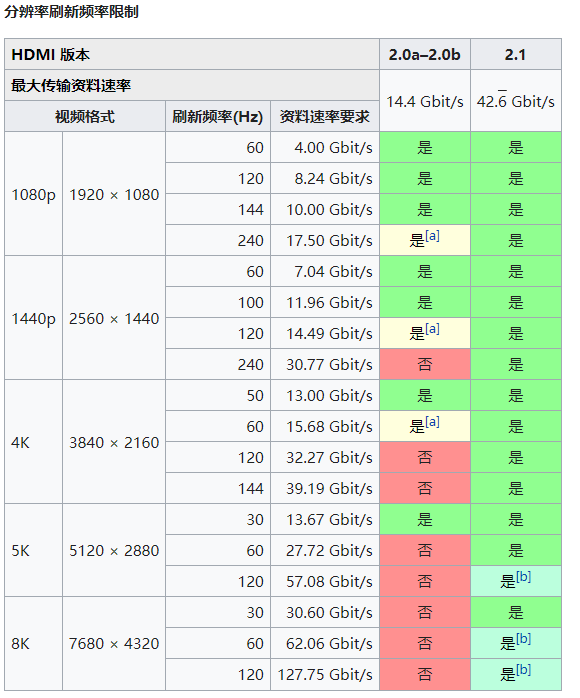 分辨率刷新频率限制
HDMI 版本 2.0a–2.0b 2.1
最大传输资料速率 14.4 Gbit/s 42.6̅ Gbit/s
视频格式 刷新频率(Hz) 资料速率要求
1080p 1920 × 1080 60 4.00 Gbit/s 是 是
120 8.24 Gbit/s 是 是
144 10.00 Gbit/s 是 是
240 17.50 Gbit/s 是[a] 是
1440p 2560 × 1440 60 7.04 Gbit/s 是 是
100 11.96 Gbit/s 是 是
120 14.49 Gbit/s 是[a] 是
240 30.77 Gbit/s 否 是
4K 3840 × 2160 50 13.00 Gbit/s 是 是
60 15.68 Gbit/s 是[a] 是
120 32.27 Gbit/s 否 是
144 39.19 Gbit/s 否 是
5K 5120 × 2880 30 13.67 Gbit/s 是 是
60 27.72 Gbit/s 否 是
120 57.08 Gbit/s 否 是[b]
8K 7680 × 4320 30 30.60 Gbit/s 否 是
60 62.06 Gbit/s 否 是[b]
120 127.75 Gbit/s 否 是[b]